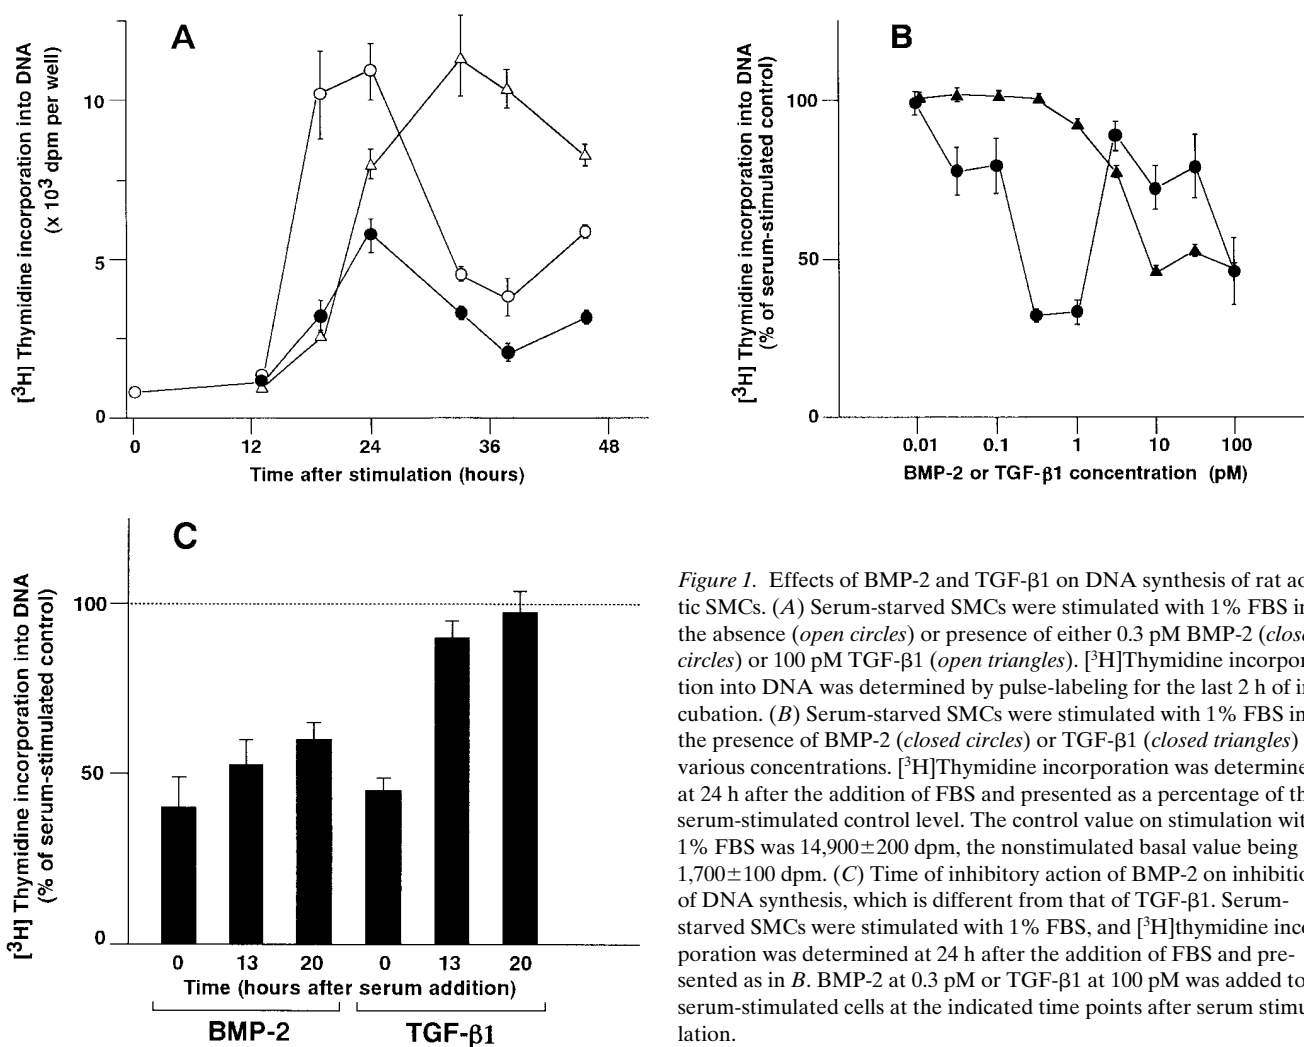 A
[³H] Thymidine incorporation into DNA
(x 10³ dpm per well)
10
5
0
0 12 24 36 48
Time after stimulation (hours)
B
[³H] Thymidine incorporation into DNA
(% of serum-stimulated control)
100
50
0
0.01 0.1 1 10 100
BMP-2 or TGF-β1 concentration (pM)
C
[³H] Thymidine incorporation into DNA
(% of serum-stimulated control)
100
50
0
0 13 20 0 13 20
Time (hours after serum addition)
BMP-2 TGF-β1
Figure 1. Effects of BMP-2 and TGF-β1 on DNA synthesis of rat aor
tic SMCs. (A) Serum-starved SMCs were stimulated with 1% FBS in
the absence (open circles) or presence of either 0.3 pM BMP-2 (close
circles) or 100 pM TGF-β1 (open triangles). [³H]Thymidine incorpor
tion into DNA was determined by pulse-labeling for the last 2 h of in
cubation. (B) Serum-starved SMCs were stimulated with 1% FBS in
the presence of BMP-2 (closed circles) or TGF-β1 (closed triangles)
various concentrations. [³H]Thymidine incorporation was determine
at 24 h after the addition of FBS and presented as a percentage of th
serum-stimulated control level. The control value on stimulation wit
1% FBS was 14,900±200 dpm, the nonstimulated basal value being
1,700±100 dpm. (C) Time of inhibitory action of BMP-2 on inhibitio
of DNA synthesis, which is different from that of TGF-β1. Serum-
starved SMCs were stimulated with 1% FBS, and [³H]thymidine inco
poration was determined at 24 h after the addition of FBS and pre-
sented as in B. BMP-2 at 0.3 pM or TGF-β1 at 100 pM was added to
serum-stimulated cells at the indicated time points after serum stimu
lation.